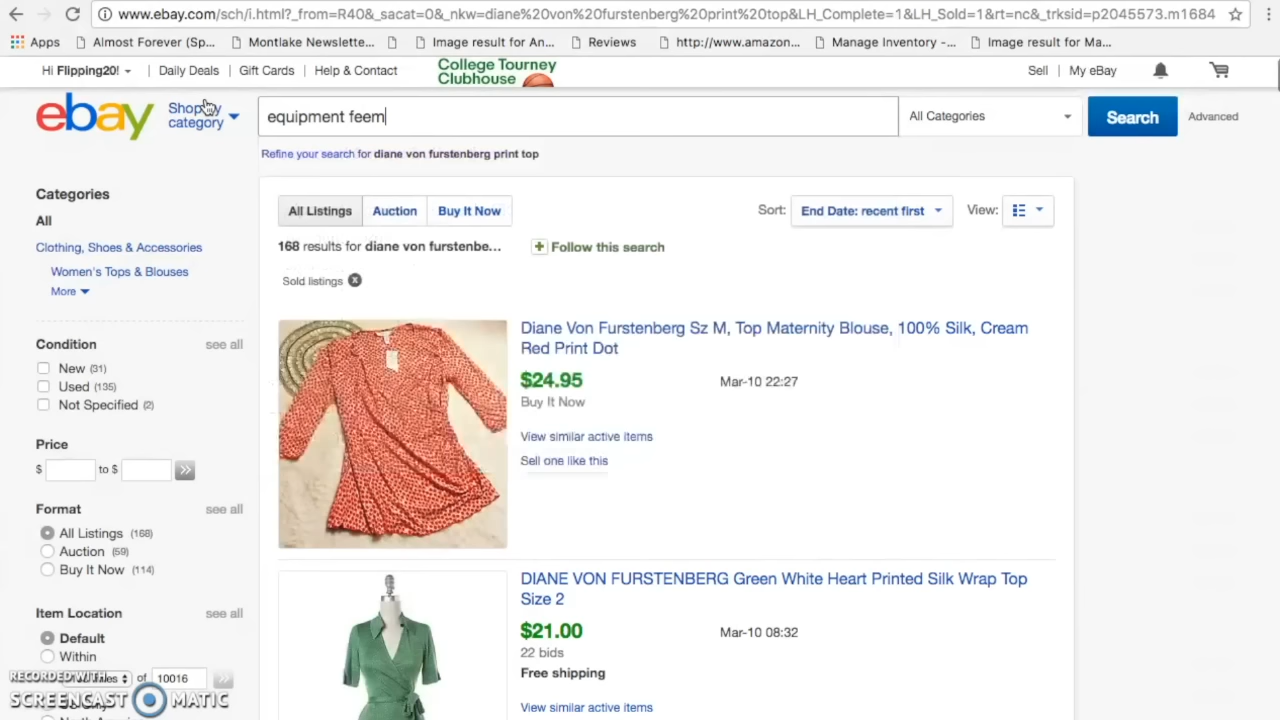 www.ebay.com/sch/i.html?_from=R40&_sacat=0&_nkw=diane%20von%20furstenberg%20print%20top&LH_Complete=1&LH_Sold=1&rt=nc&_trksid=p2045573.m1684
Apps Almost Forever (Sp... Montlake Newslette... Image result for An... Reviews http://www.amazon... Manage Inventory -... Image result for Ma...
Hi Flipping20! Daily Deals Gift Cards Help & Contact College Tourney Clubhouse Sell My eBay
ebay Shop by category equipment feem All Categories Search Advanced
Refine your search for diane von furstenberg print top
Categories
All
Clothing, Shoes & Accessories
Women's Tops & Blouses
More
Condition see all
New (31)
Used (135)
Not Specified (2)
Price
$ to $ »
Format see all
All Listings (168)
Auction (59)
Buy It Now (114)
Item Location see all
Default
Within
of 10016
RECORDED WITH
SCREENCAST MATIC
All Listings Auction Buy It Now Sort: End Date: recent first View:
168 results for diane von furstenbe... Follow this search
Sold listings
Diane Von Furstenberg Sz M, Top Maternity Blouse, 100% Silk, Cream
Red Print Dot
$24.95 Mar-10 22:27
Buy It Now
View similar active items
Sell one like this
DIANE VON FURSTENBERG Green White Heart Printed Silk Wrap Top
Size 2
$21.00 Mar-10 08:32
22 bids
Free shipping
View similar active items